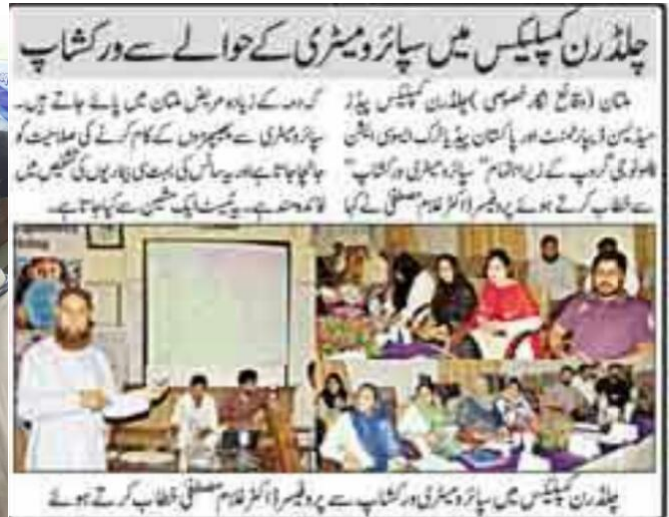 چلڈرن کمپلیکس میں سپائرومیٹری کے حوالے سے ورکشاپ
ملتان (وقائع نگار خصوصی) چلڈرن کمپلیکس پیڈز
میڈیسن ڈیپارٹمنٹ اور پاکستان پیڈیاٹرک ایسوی ایشن
پلمونولوجی گروپ کے زیراہتمام " سپائرومیٹری ورکشاپ "
سے خطاب کرتے ہوئے پروفیسر ڈاکٹر غلام مصطفیٰ نے کہا
کہ دمہ کے زیادہ مریض ملتان میں پائے جاتے ہیں۔
سپائرومیٹری سے پھیپھڑوں کے کام کرنے کی صلاحیت کو
جانچا جاتا ہے اور یہ سانس کی بہت سی بیماریوں کی تشخیص میں
فائدہ مند ہے۔ یہ ٹیسٹ ایک مشین سے کیا جاتا ہے۔
چلڈرن کمپلیکس میں سپائرومیٹری ورکشاپ سے پروفیسر ڈاکٹر غلام مصطفیٰ خطاب کرتے ہوئے